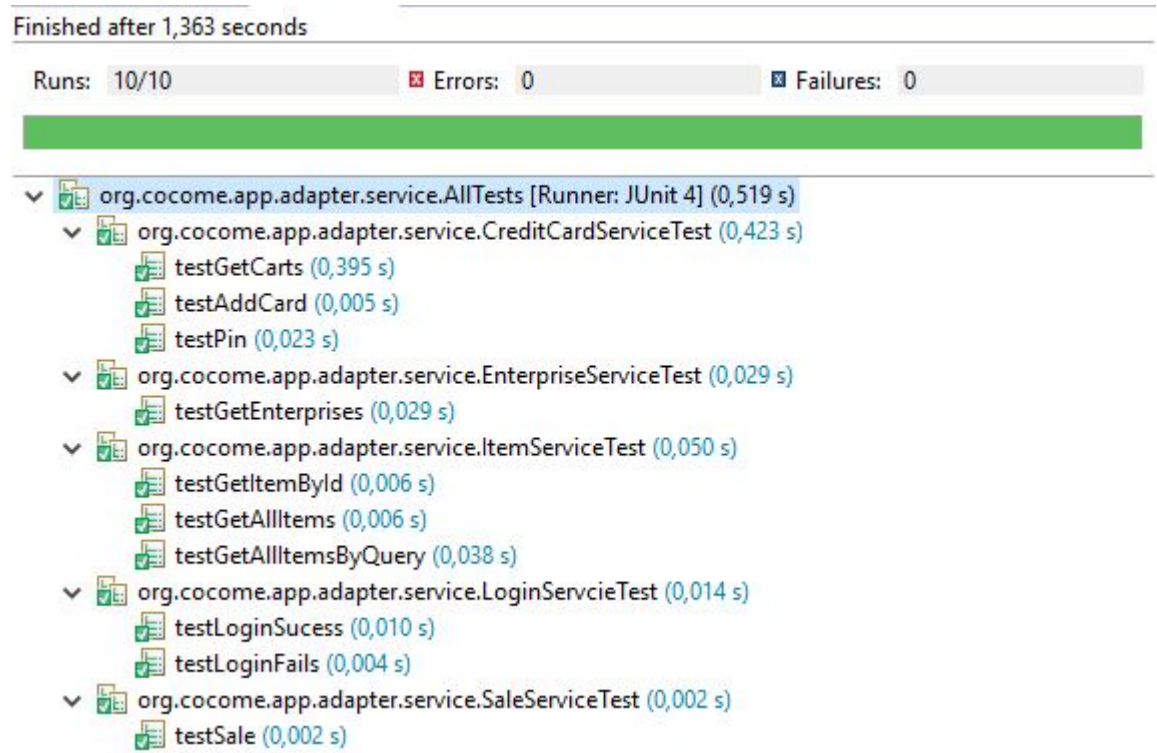 Finished after 1,363 seconds
Runs: 10/10 Errors: 0 Failures: 0
org.cocome.app.adapter.service.AllTests [Runner: JUnit 4] (0,519 s)
org.cocome.app.adapter.service.CreditCardServiceTest (0,423 s)
testGetCarts (0,395 s)
testAddCard (0,005 s)
testPin (0,023 s)
org.cocome.app.adapter.service.EnterpriseServiceTest (0,029 s)
testGetEnterprises (0,029 s)
org.cocome.app.adapter.service.ItemServiceTest (0,050 s)
testGetItemById (0,006 s)
testGetAllItems (0,006 s)
testGetAllItemsByQuery (0,038 s)
org.cocome.app.adapter.service.LoginServcieTest (0,014 s)
testLoginSucess (0,010 s)
testLoginFails (0,004 s)
org.cocome.app.adapter.service.SaleServiceTest (0,002 s)
testSale (0,002 s)